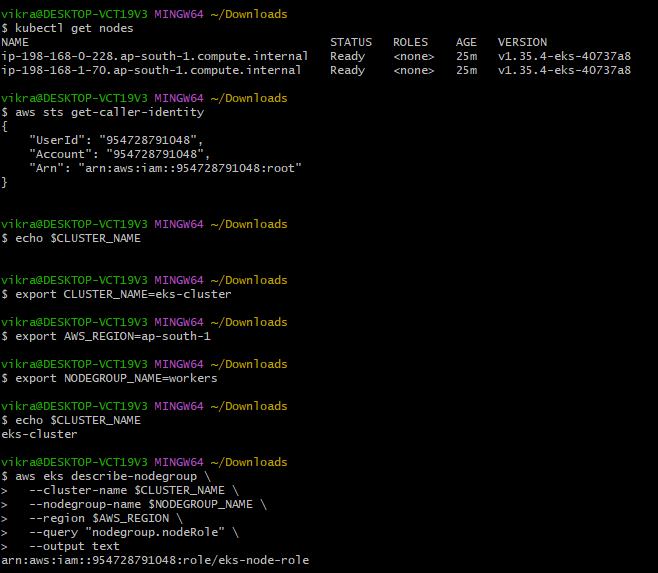 vikra@DESKTOP-VCT19V3 MINGW64 ~/Downloads
$ kubectl get nodes
NAME STATUS ROLES AGE VERSION
ip-198-168-0-228.ap-south-1.compute.internal Ready <none> 25m v1.35.4-eks-40737a8
ip-198-168-1-70.ap-south-1.compute.internal Ready <none> 25m v1.35.4-eks-40737a8
vikra@DESKTOP-VCT19V3 MINGW64 ~/Downloads
$ aws sts get-caller-identity
{
"UserId": "954728791048",
"Account": "954728791048",
"Arn": "arn:aws:iam::954728791048:root"
}
vikra@DESKTOP-VCT19V3 MINGW64 ~/Downloads
$ echo $CLUSTER_NAME
vikra@DESKTOP-VCT19V3 MINGW64 ~/Downloads
$ export CLUSTER_NAME=eks-cluster
vikra@DESKTOP-VCT19V3 MINGW64 ~/Downloads
$ export AWS_REGION=ap-south-1
vikra@DESKTOP-VCT19V3 MINGW64 ~/Downloads
$ export NODEGROUP_NAME=workers
vikra@DESKTOP-VCT19V3 MINGW64 ~/Downloads
$ echo $CLUSTER_NAME
eks-cluster
vikra@DESKTOP-VCT19V3 MINGW64 ~/Downloads
$ aws eks describe-nodegroup \
> --cluster-name $CLUSTER_NAME \
> --nodegroup-name $NODEGROUP_NAME \
> --region $AWS_REGION \
> --query "nodegroup.nodeRole" \
> --output text
arn:aws:iam::954728791048:role/eks-node-role